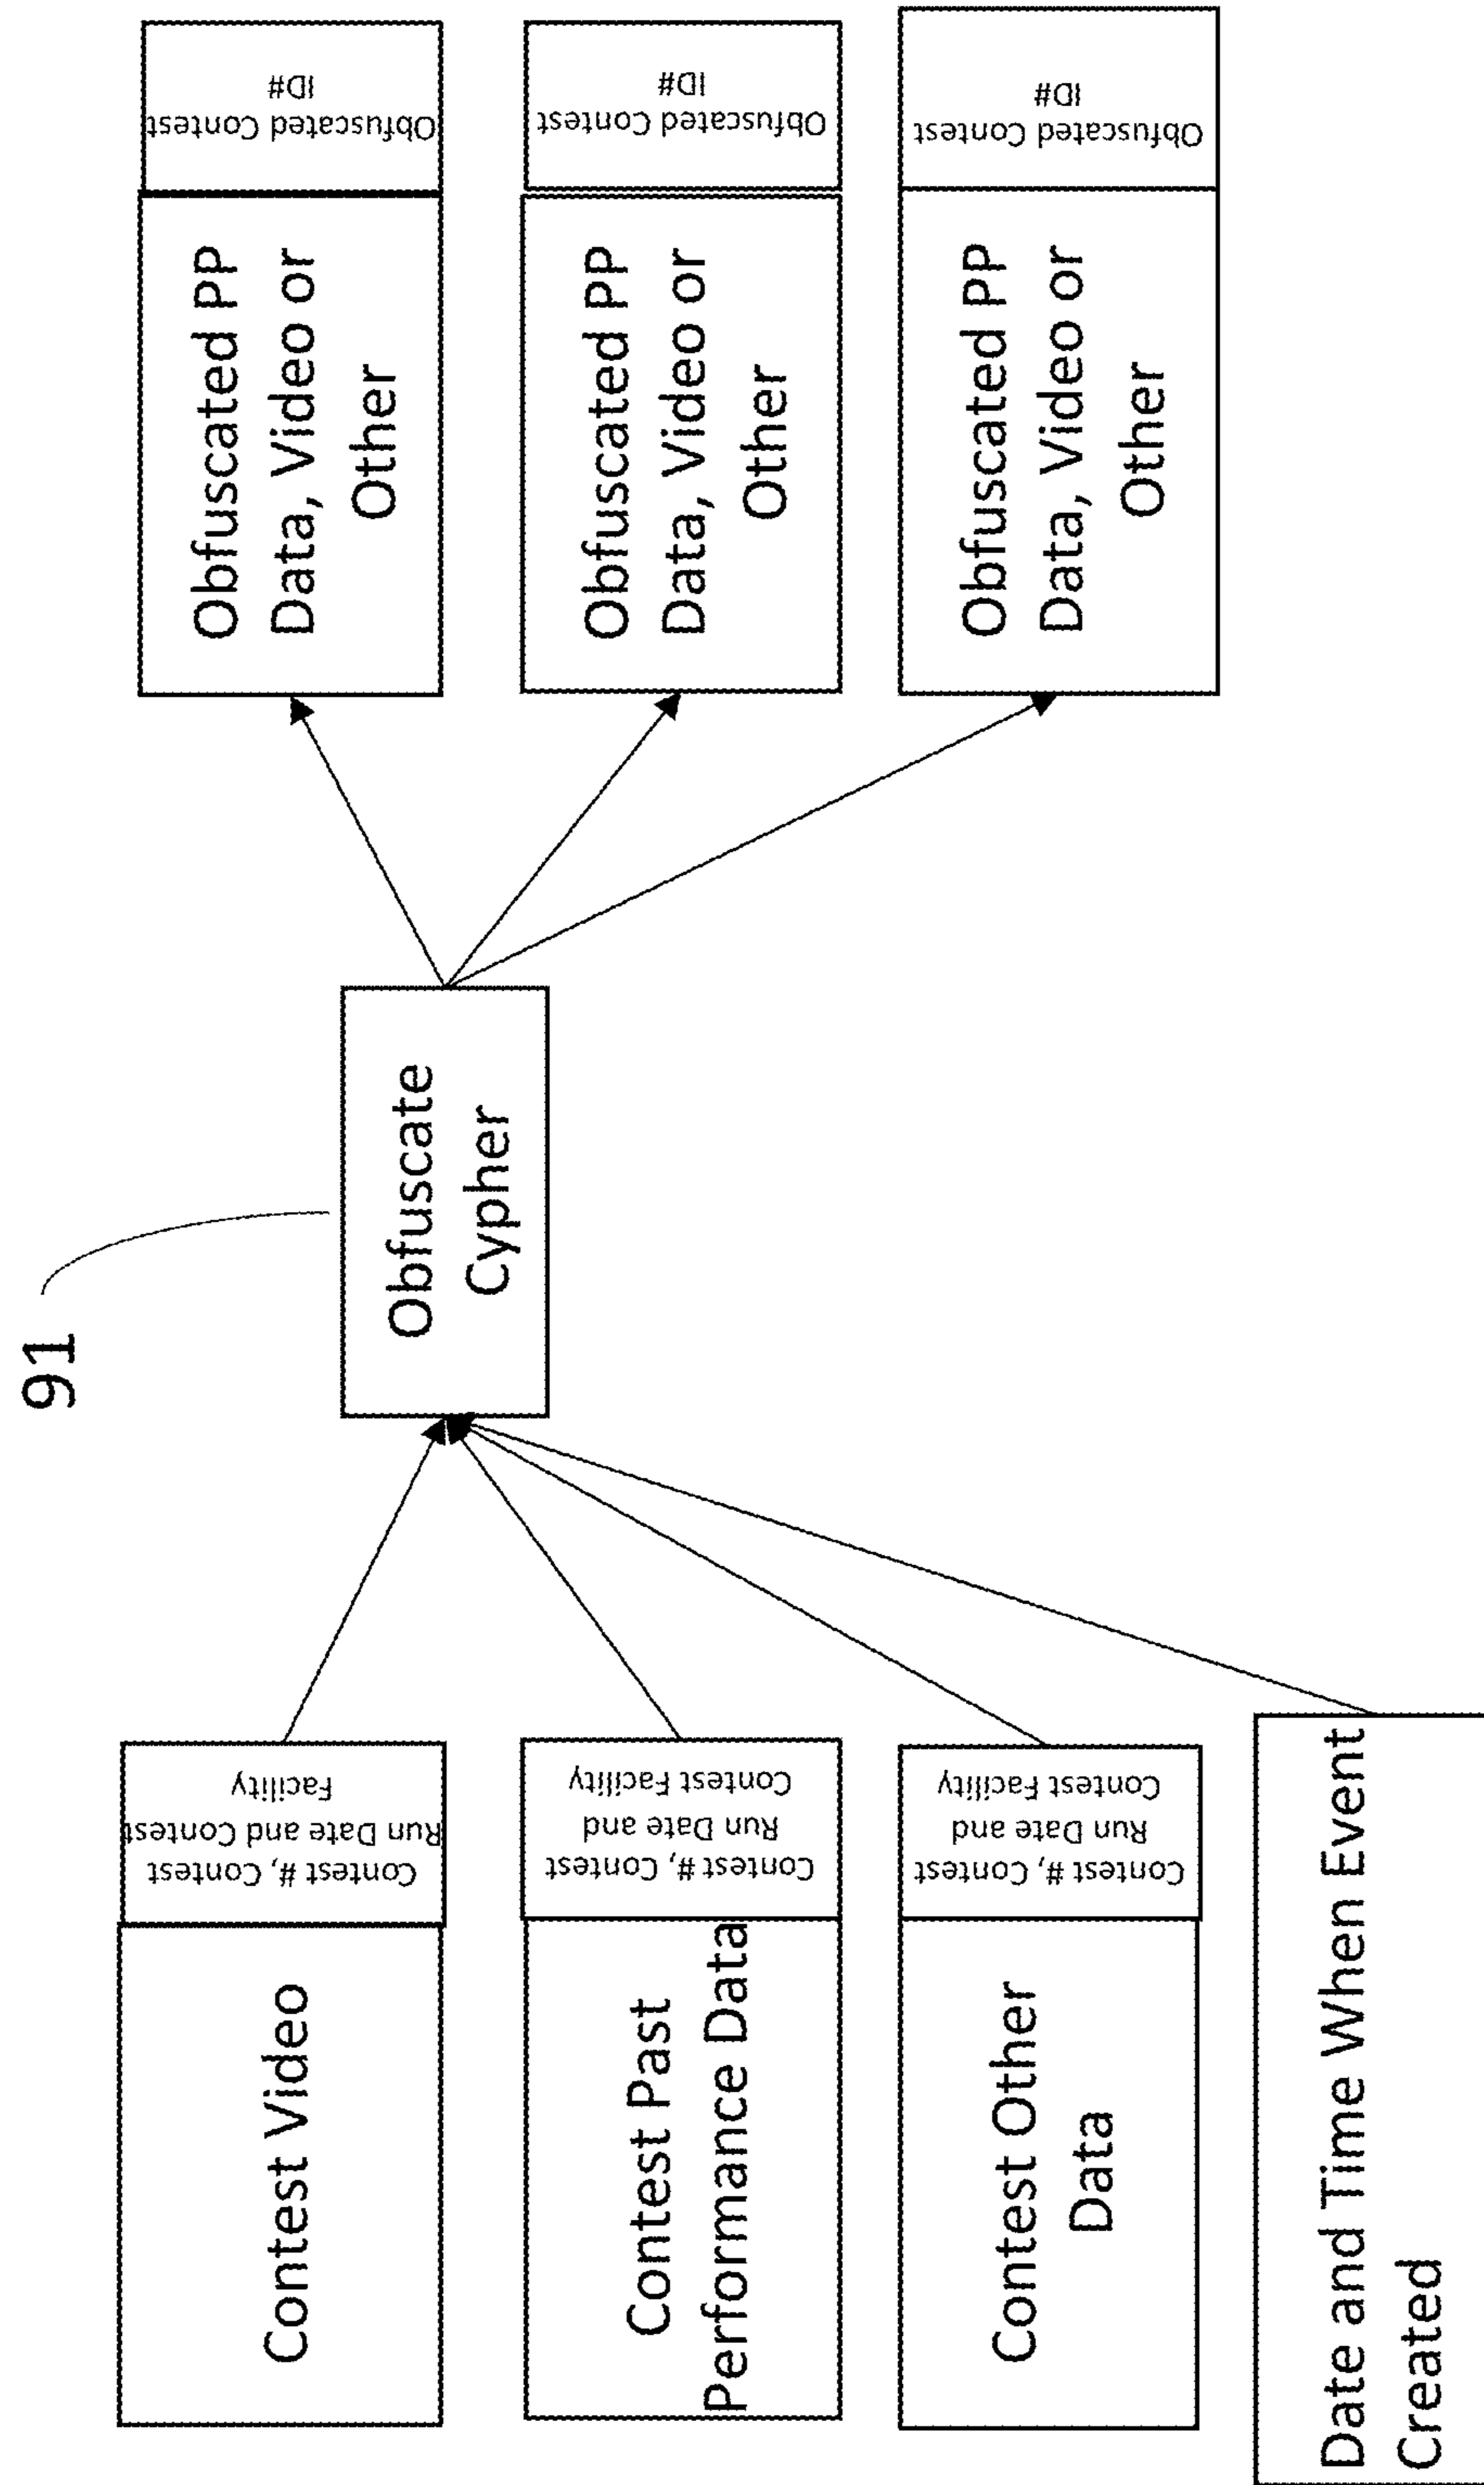 91
Contest Video
Contest #, Contest
Run Date and Contest
Facility
Contest Past
Performance Data
Contest #, Contest
Run Date and
Contest Facility
Contest Other
Data
Contest #, Contest
Run Date and
Contest Facility
Date and Time When Event
Created
Obfuscate
Cypher
Obfuscated PP
Data, Video or
Other
Obfuscated Contest
ID#
Obfuscated PP
Data, Video or
Other
Obfuscated Contest
ID#
Obfuscated PP
Data, Video or
Other
Obfuscated Contest
ID#